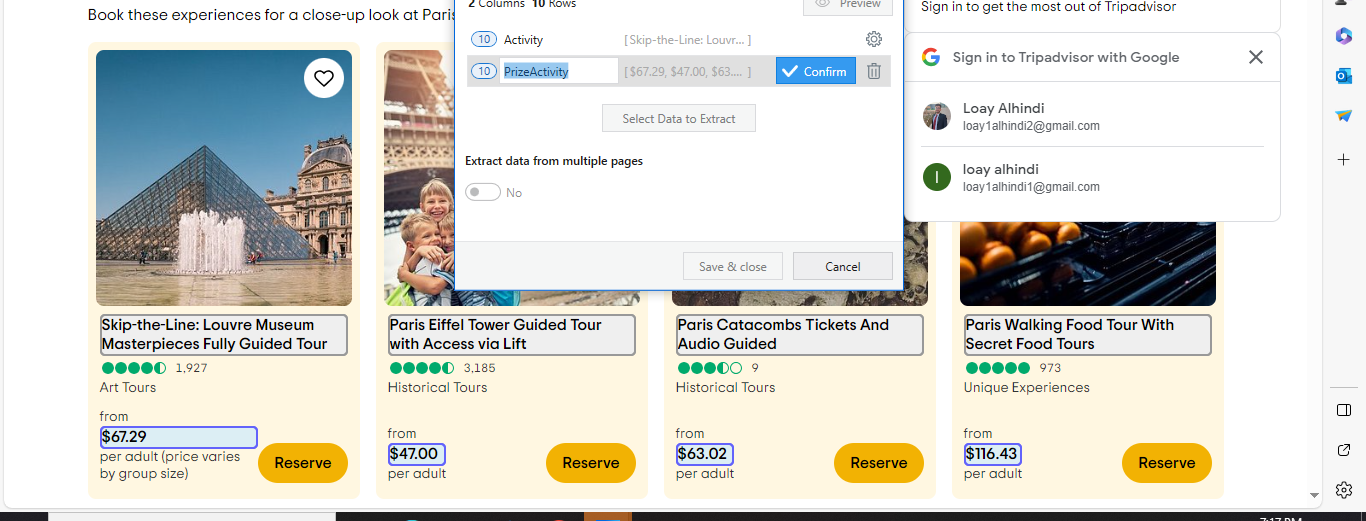 2 Columns 10 Rows
Preview
Sign in to get the most out of Tripadvisor
Book these experiences for a close-up look at Paris
10 Activity [Skip-the-Line: Louvr... ]
10 PrizeActivity [$67.29, $47.00, $63.... ] Confirm
Select Data to Extract
Extract data from multiple pages
No
Save & close Cancel
Sign in to Tripadvisor with Google
Loay Alhindi
loay1alhindi2@gmail.com
l
loay alhindi
loay1alhindi1@gmail.com
Skip-the-Line: Louvre Museum
Masterpieces Fully Guided Tour
1,927
Art Tours
from
$67.29
per adult (price varies
by group size)
Reserve
Paris Eiffel Tower Guided Tour
with Access via Lift
3,185
Historical Tours
from
$47.00
per adult
Reserve
Paris Catacombs Tickets And
Audio Guided
9
Historical Tours
from
$63.02
per adult
Reserve
Paris Walking Food Tour With
Secret Food Tours
973
Unique Experiences
from
$116.43
per adult
Reserve
7:17 PM